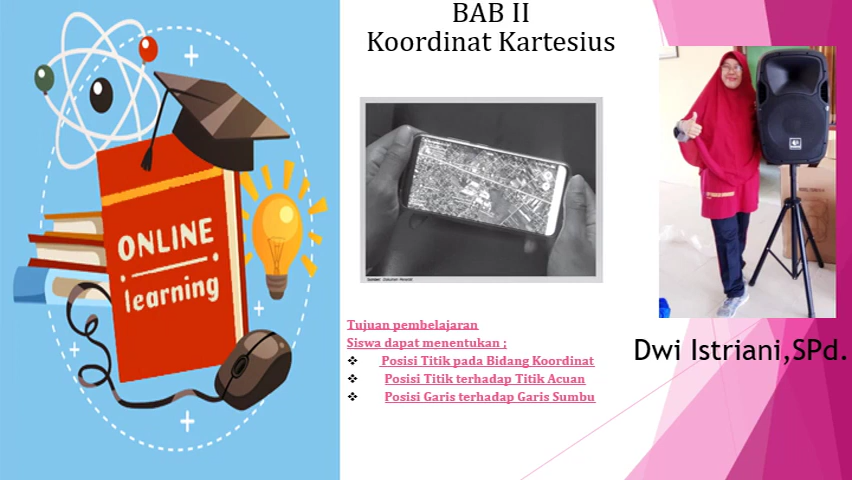 BAB II
Koordinat Kartesius
ONLINE
learning
Tujuan pembelajaran
Siswa dapat menentukan ;
❖ Posisi Titik pada Bidang Koordinat
❖ Posisi Titik terhadap Titik Acuan
❖ Posisi Garis terhadap Garis Sumbu
Dwi Istriani,SPd.